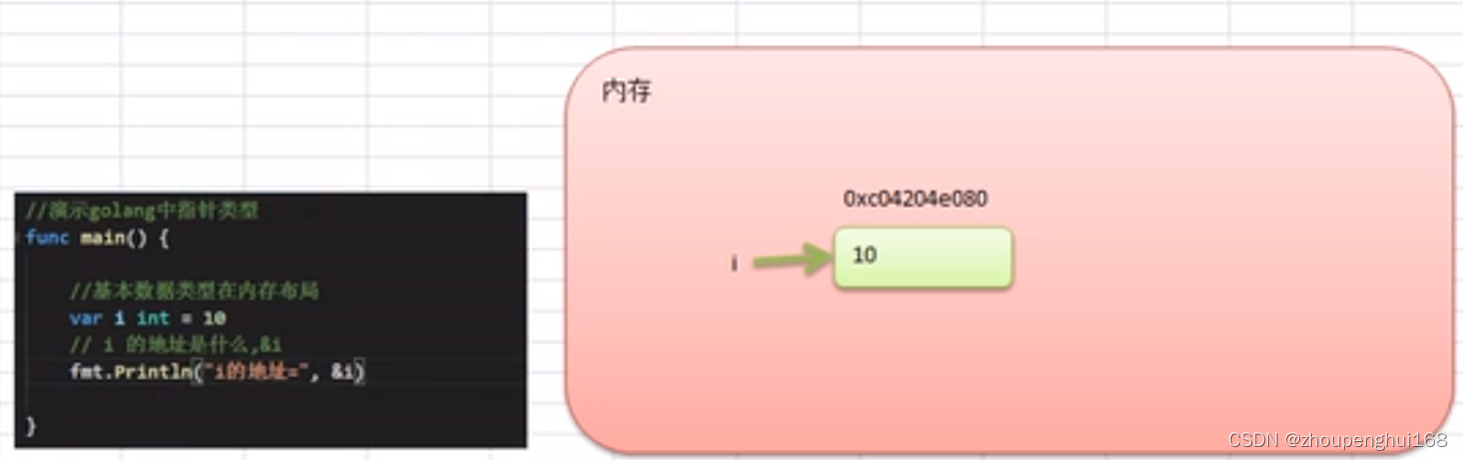 //演示golang中指针类型
func main() {
//基本数据类型在内存布局
var i int = 10
// i 的地址是什么,&i
fmt.Println("i的地址=", &i)
}
内存
0xc04204e080
i
10
CSDN @zhoupenghui168